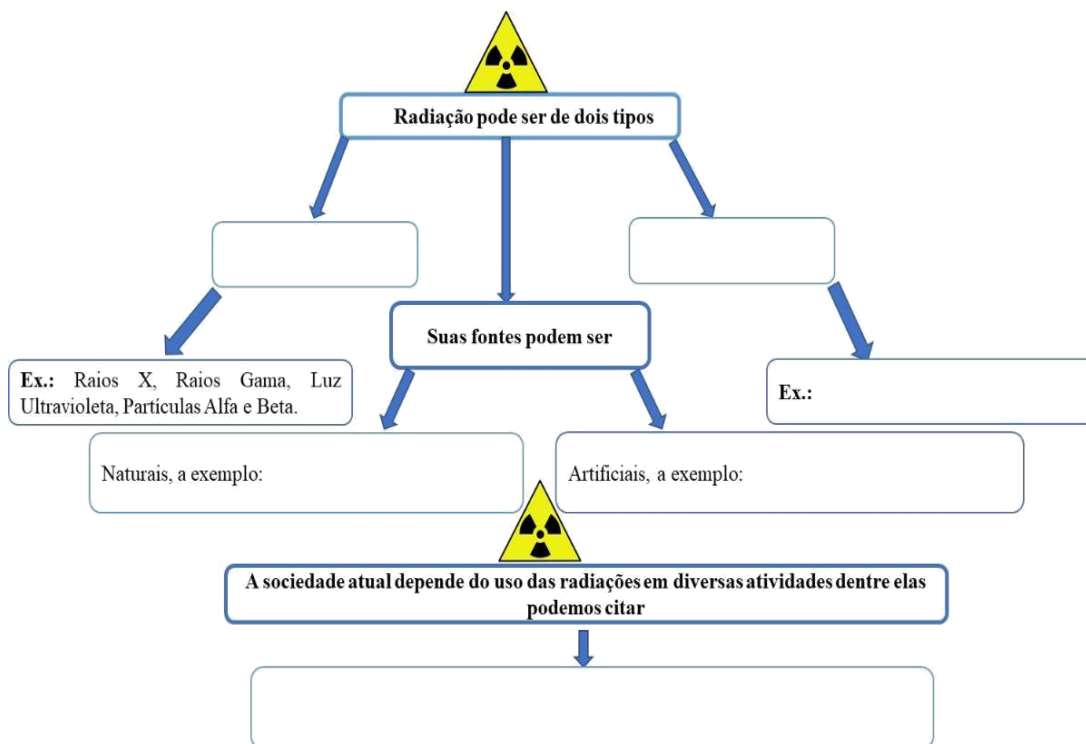 Radiação pode ser de dois tipos
Suas fontes podem ser
Ex.: Raios X, Raios Gama, Luz
Ultravioleta, Partículas Alfa e Beta.
Ex.:
Naturais, a exemplo:
Artificiais, a exemplo:
A sociedade atual depende do uso das radiações em diversas atividades dentre elas
podemos citar